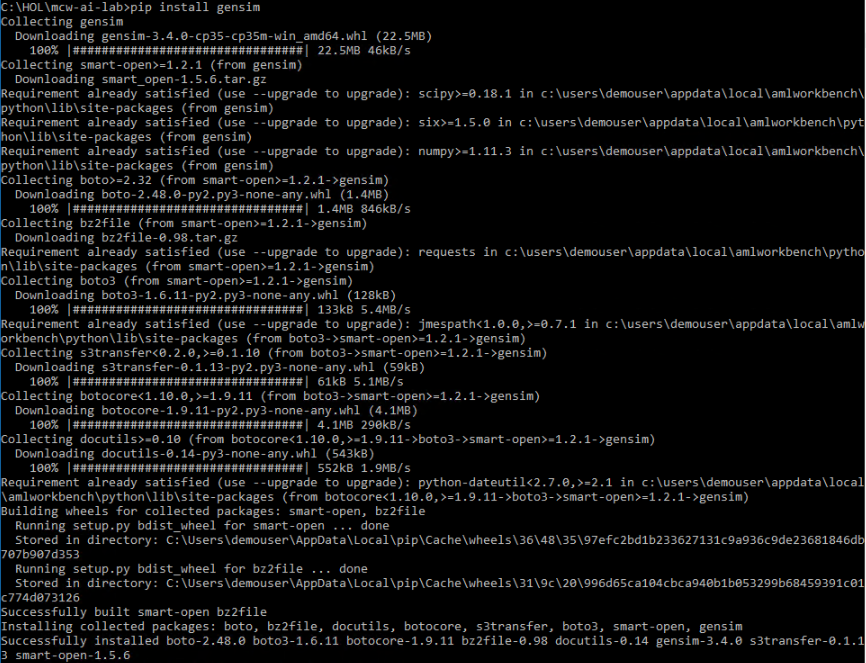 C:\HOL\mcw-ai-lab>pip install gensim
Collecting gensim
  Downloading gensim-3.4.0-cp35-cp35m-win_amd64.whl (22.5MB)
    100% |################################| 22.5MB 46kB/s
Collecting smart-open>=1.2.1 (from gensim)
  Downloading smart_open-1.5.6.tar.gz
Requirement already satisfied (use --upgrade to upgrade): scipy>=0.18.1 in c:\users\demouser\appdata\local\amlworkbench\
python\lib\site-packages (from gensim)
Requirement already satisfied (use --upgrade to upgrade): six>=1.5.0 in c:\users\demouser\appdata\local\amlworkbench\pyt
hon\lib\site-packages (from gensim)
Requirement already satisfied (use --upgrade to upgrade): numpy>=1.11.3 in c:\users\demouser\appdata\local\amlworkbench\
python\lib\site-packages (from gensim)
Collecting boto>=2.32 (from smart-open>=1.2.1->gensim)
  Downloading boto-2.48.0-py2.py3-none-any.whl (1.4MB)
    100% |################################| 1.4MB 846kB/s
Collecting bz2file (from smart-open>=1.2.1->gensim)
  Downloading bz2file-0.98.tar.gz
Requirement already satisfied (use --upgrade to upgrade): requests in c:\users\demouser\appdata\local\amlworkbench\pytho
n\lib\site-packages (from smart-open>=1.2.1->gensim)
Collecting boto3 (from smart-open>=1.2.1->gensim)
  Downloading boto3-1.6.11-py2.py3-none-any.whl (128kB)
    100% |################################| 133kB 5.4MB/s
Requirement already satisfied (use --upgrade to upgrade): jmespath<1.0.0,>=0.7.1 in c:\users\demouser\appdata\local\amlw
orkbench\python\lib\site-packages (from boto3->smart-open>=1.2.1->gensim)
Collecting s3transfer<0.2.0,>=0.1.10 (from boto3->smart-open>=1.2.1->gensim)
  Downloading s3transfer-0.1.13-py2.py3-none-any.whl (59kB)
    100% |################################| 61kB 5.1MB/s
Collecting botocore<1.10.0,>=1.9.11 (from boto3->smart-open>=1.2.1->gensim)
  Downloading botocore-1.9.11-py2.py3-none-any.whl (4.1MB)
    100% |################################| 4.1MB 290kB/s
Collecting docutils>=0.10 (from botocore<1.10.0,>=1.9.11->boto3->smart-open>=1.2.1->gensim)
  Downloading docutils-0.14-py3-none-any.whl (543kB)
    100% |################################| 552kB 1.9MB/s
Requirement already satisfied (use --upgrade to upgrade): python-dateutil<2.7.0,>=2.1 in c:\users\demouser\appdata\local
\amlworkbench\python\lib\site-packages (from botocore<1.10.0,>=1.9.11->boto3->smart-open>=1.2.1->gensim)
Building wheels for collected packages: smart-open, bz2file
  Running setup.py bdist_wheel for smart-open ... done
  Stored in directory: C:\Users\demouser\AppData\Local\pip\Cache\wheels\36\48\35\97efc2bd1b233627131c9a936c9de23681846db
707b907d353
  Running setup.py bdist_wheel for bz2file ... done
  Stored in directory: C:\Users\demouser\AppData\Local\pip\Cache\wheels\31\9c\20\996d65ca104cbca940b1b053299b68459391c01
c774d073126
Successfully built smart-open bz2file
Installing collected packages: boto, bz2file, docutils, botocore, s3transfer, boto3, smart-open, gensim
Successfully installed boto-2.48.0 boto3-1.6.11 botocore-1.9.11 bz2file-0.98 docutils-0.14 gensim-3.4.0 s3transfer-0.1.1
3 smart-open-1.5.6